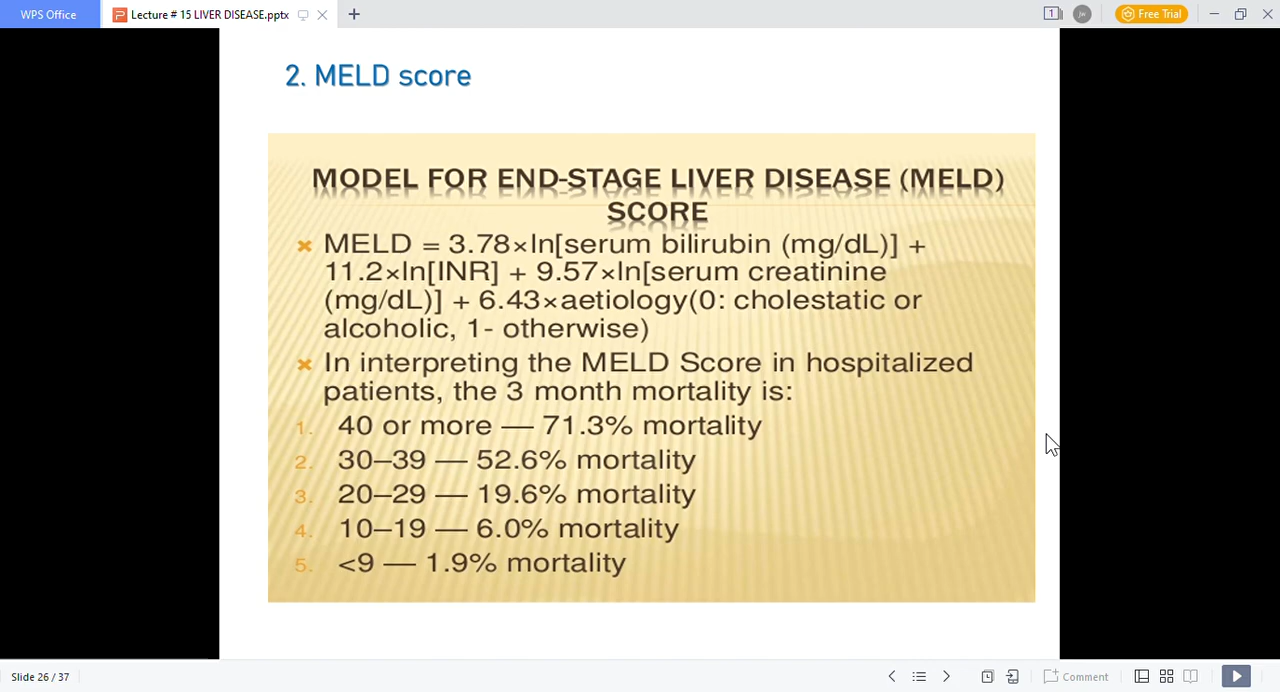 WPS Office
Lecture # 15 LIVER DISEASE.pptx
1
jw
Free Trial
2. MELD score
MODEL FOR END-STAGE LIVER DISEASE (MELD)
SCORE
MELD = 3.78×ln[serum bilirubin (mg/dL)] +
11.2×ln[INR] + 9.57×ln[serum creatinine
(mg/dL)] + 6.43×aetiology(0: cholestatic or
alcoholic, 1- otherwise)
In interpreting the MELD Score in hospitalized
patients, the 3 month mortality is:
1. 40 or more — 71.3% mortality
2. 30–39 — 52.6% mortality
3. 20–29 — 19.6% mortality
4. 10–19 — 6.0% mortality
5. <9 — 1.9% mortality
Slide 26 / 37
Comment